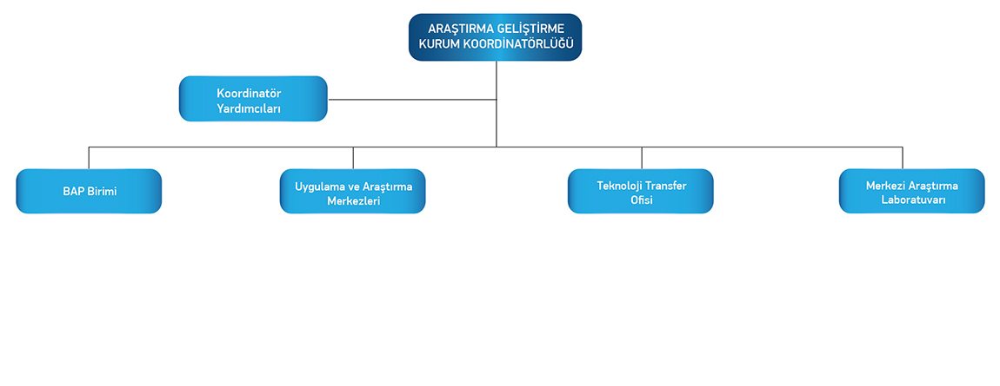 ARAŞTIRMA GELİŞTİRME
KURUM KOORDİNATÖRLÜĞÜ
Koordinatör
Yardımcıları
BAP Birimi
Uygulama ve Araştırma
Merkezleri
Teknoloji Transfer
Ofisi
Merkezi Araştırma
Laboratuvarı